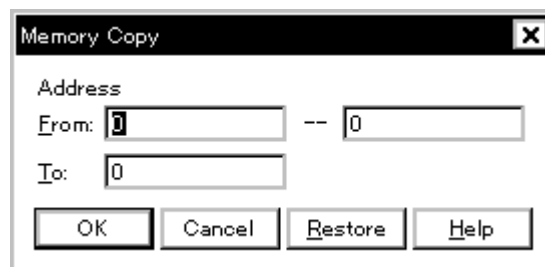 Memory Copy
Address
From: 0 -- 0
To: 0
OK Cancel Restore Help